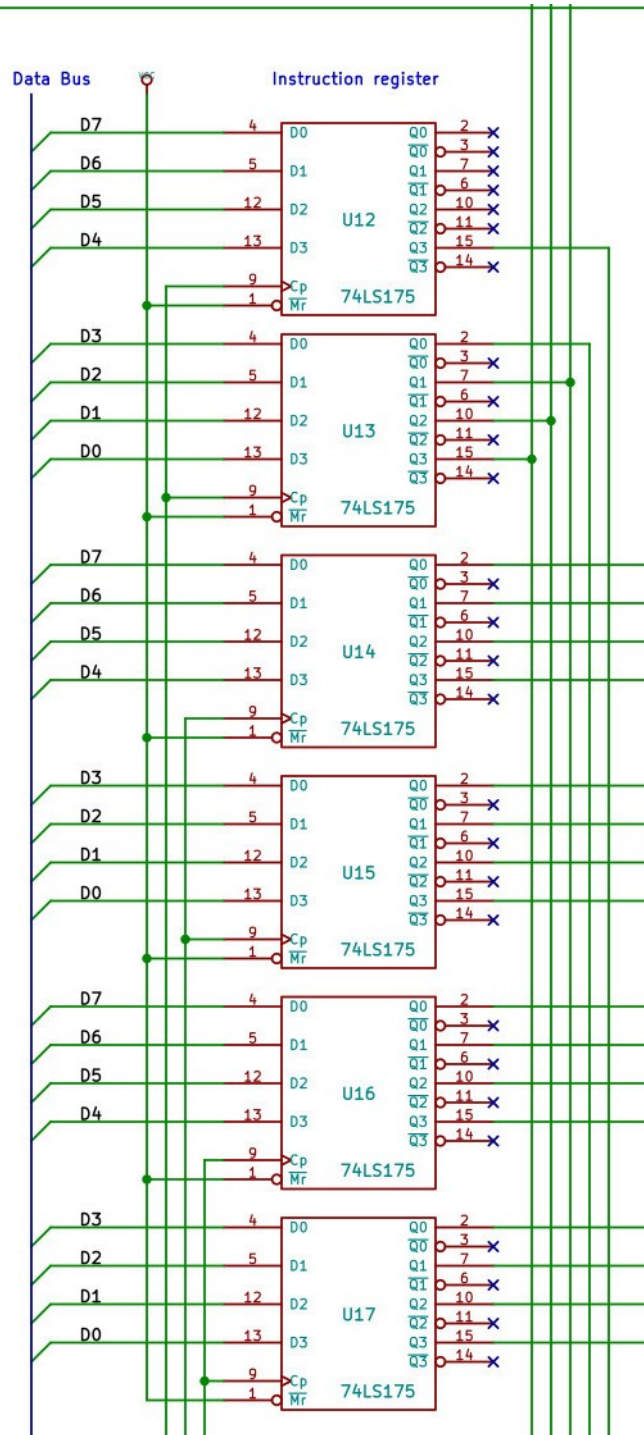 Data Bus VCC Instruction register
D7 4 D0 Q0 2
Q0 3
D6 5 D1 Q1 7
Q1 6
D5 12 D2 Q2 10
U12 Q2 11
D4 13 D3 Q3 15
Q3 14
9 Cp
1 Mr 74LS175
D3 4 D0 Q0 2
Q0 3
D2 5 D1 Q1 7
Q1 6
D1 12 D2 Q2 10
U13 Q2 11
D0 13 D3 Q3 15
Q3 14
9 Cp
1 Mr 74LS175
D7 4 D0 Q0 2
Q0 3
D6 5 D1 Q1 7
Q1 6
D5 12 D2 Q2 10
U14 Q2 11
D4 13 D3 Q3 15
Q3 14
9 Cp
1 Mr 74LS175
D3 4 D0 Q0 2
Q0 3
D2 5 D1 Q1 7
Q1 6
D1 12 D2 Q2 10
U15 Q2 11
D0 13 D3 Q3 15
Q3 14
9 Cp
1 Mr 74LS175
D7 4 D0 Q0 2
Q0 3
D6 5 D1 Q1 7
Q1 6
D5 12 D2 Q2 10
U16 Q2 11
D4 13 D3 Q3 15
Q3 14
9 Cp
1 Mr 74LS175
D3 4 D0 Q0 2
Q0 3
D2 5 D1 Q1 7
Q1 6
D1 12 D2 Q2 10
U17 Q2 11
D0 13 D3 Q3 15
Q3 14
9 Cp
1 Mr 74LS175